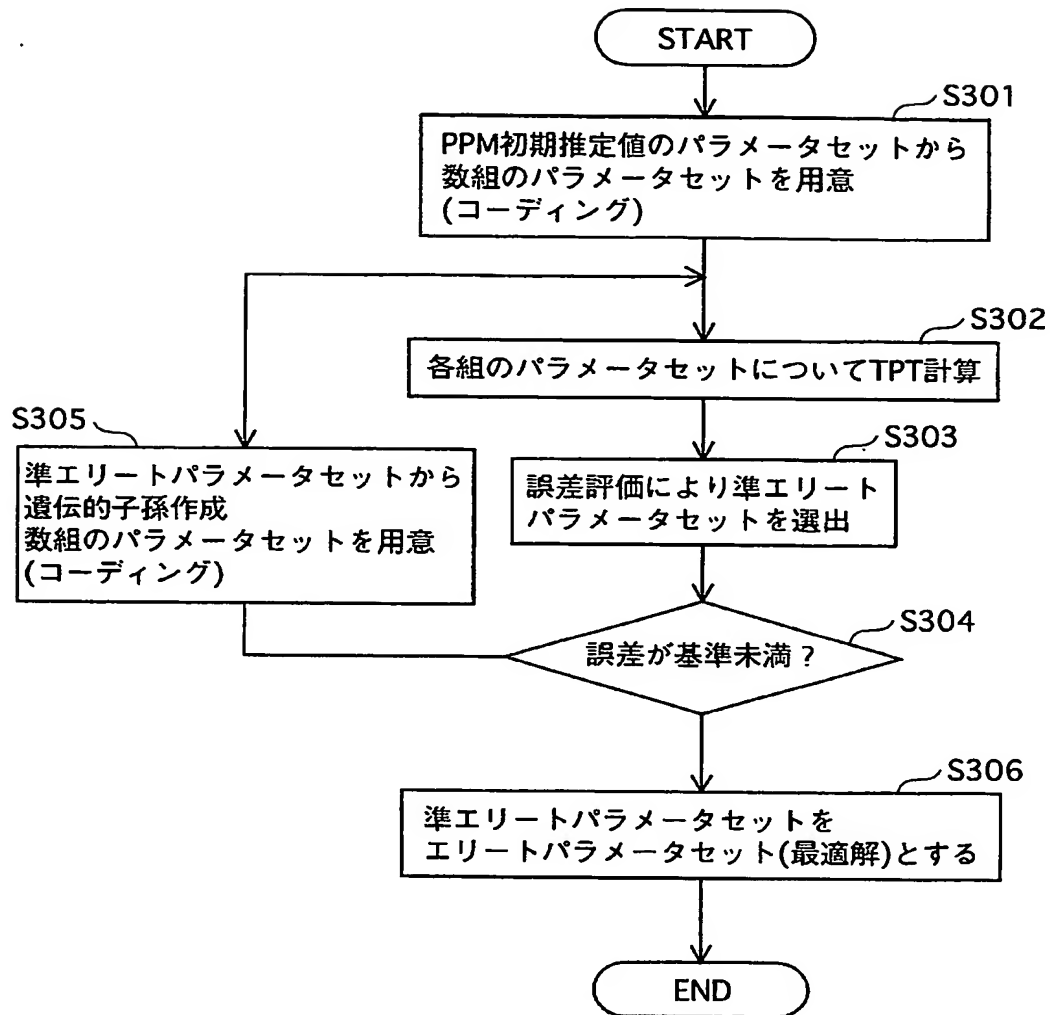 START
S301
PPM初期推定値のパラメータセットから
数組のパラメータセットを用意
(コーディング)
S302
各組のパラメータセットについてTPT計算
S305
準エリートパラメータセットから
遺伝的子孫作成
数組のパラメータセットを用意
(コーディング)
S303
誤差評価により準エリート
パラメータセットを選出
S304
誤差が基準未満？
S306
準エリートパラメータセットを
エリートパラメータセット(最適解)とする
END